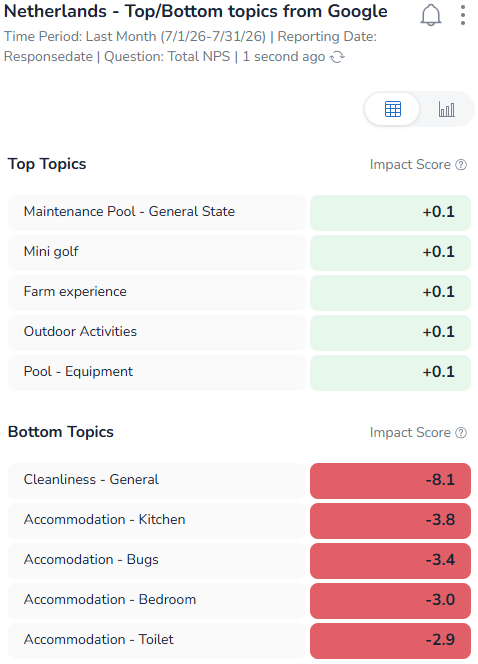 Netherlands - Top/Bottom topics from Google
Time Period: Last Month (7/1/26-7/31/26) | Reporting Date:
Responsedate | Question: Total NPS | 1 second ago
Top Topics Impact Score ?
Maintenance Pool - General State +0.1
Mini golf +0.1
Farm experience +0.1
Outdoor Activities +0.1
Pool - Equipment +0.1
Bottom Topics Impact Score ?
Cleanliness - General -8.1
Accommodation - Kitchen -3.8
Accomodation - Bugs -3.4
Accommodation - Bedroom -3.0
Accommodation - Toilet -2.9